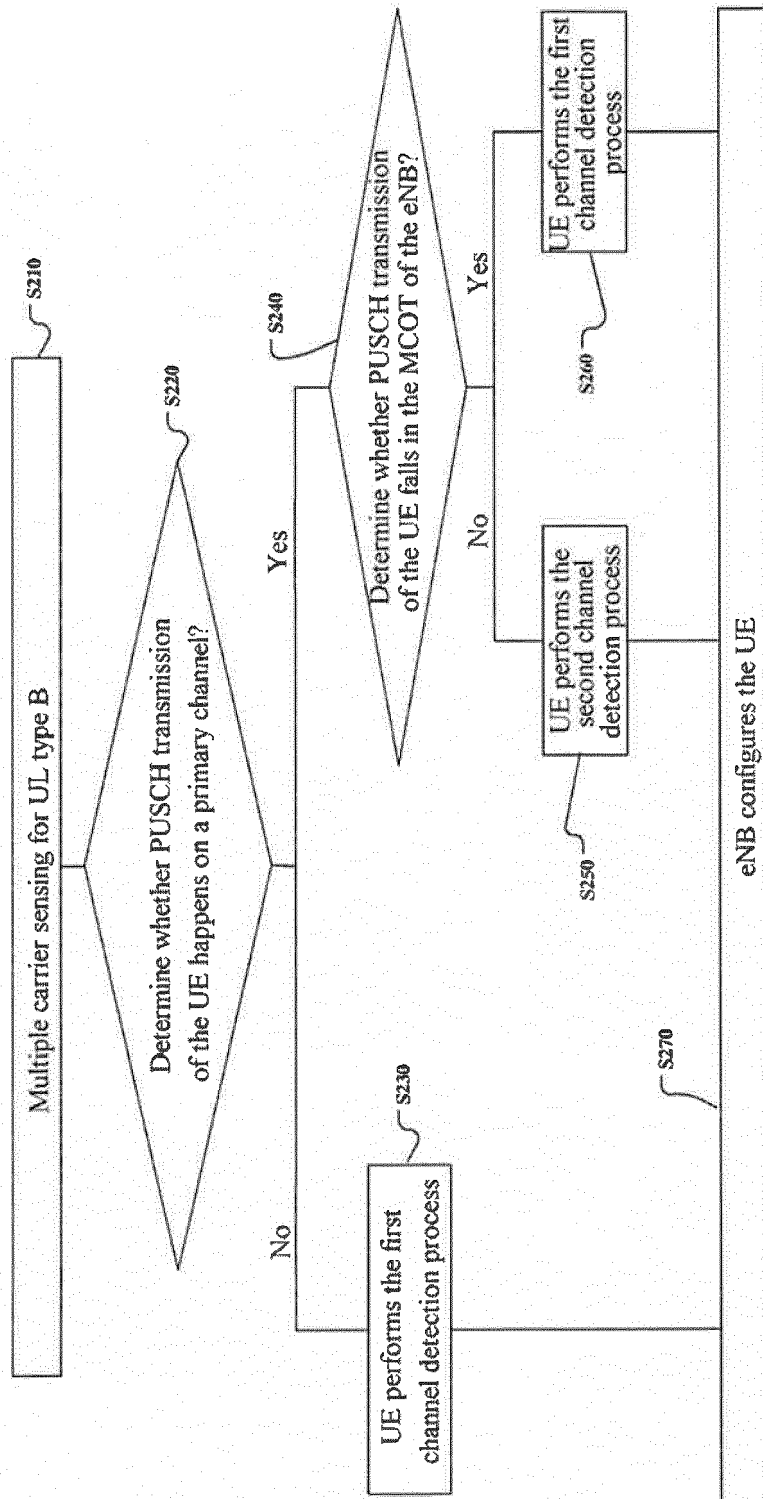 Multiple carrier sensing for UL type B
S210
Determine whether PUSCH transmission
of the UE happens on a primary channel?
S220
No
Yes
UE performs the first
channel detection process
S230
Determine whether PUSCH transmission
of the UE falls in the MCOT of the eNB?
S240
No
Yes
UE performs the
second channel
detection process
S250
UE performs the first
channel detection
process
S260
S270
eNB configures the UE